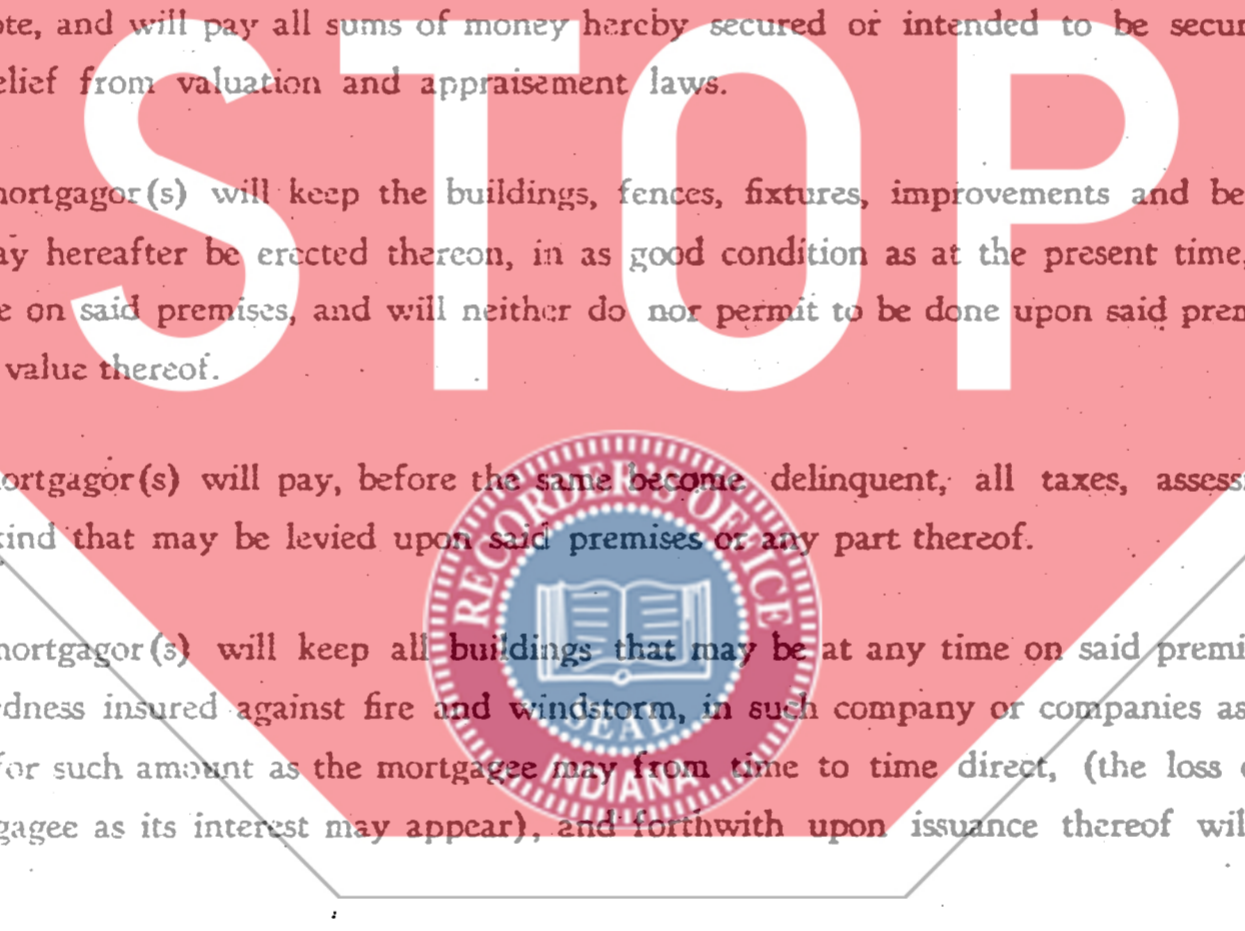 STOP
ote, and will pay all sums of money hereby secured or intended to be secur
elief from valuation and appraisement laws.
mortgagor(s) will keep the buildings, fences, fixtures, improvements and be
ay hereafter be erected thereon, in as good condition as at the present time,
e on said premises, and will neither do nor permit to be done upon said prem
value thereof.
mortgagor(s) will pay, before the same become delinquent, all taxes, assess
kind that may be levied upon said premises or any part thereof.
mortgagor(s) will keep all buildings that may be at any time on said premi
dness insured against fire and windstorm, in such company or companies as
for such amount as the mortgagee may from time to time direct, (the loss
gagee as its interest may appear), and forthwith upon issuance thereof wil
RECORDER'S OFFICE
SEAL
INDIANA